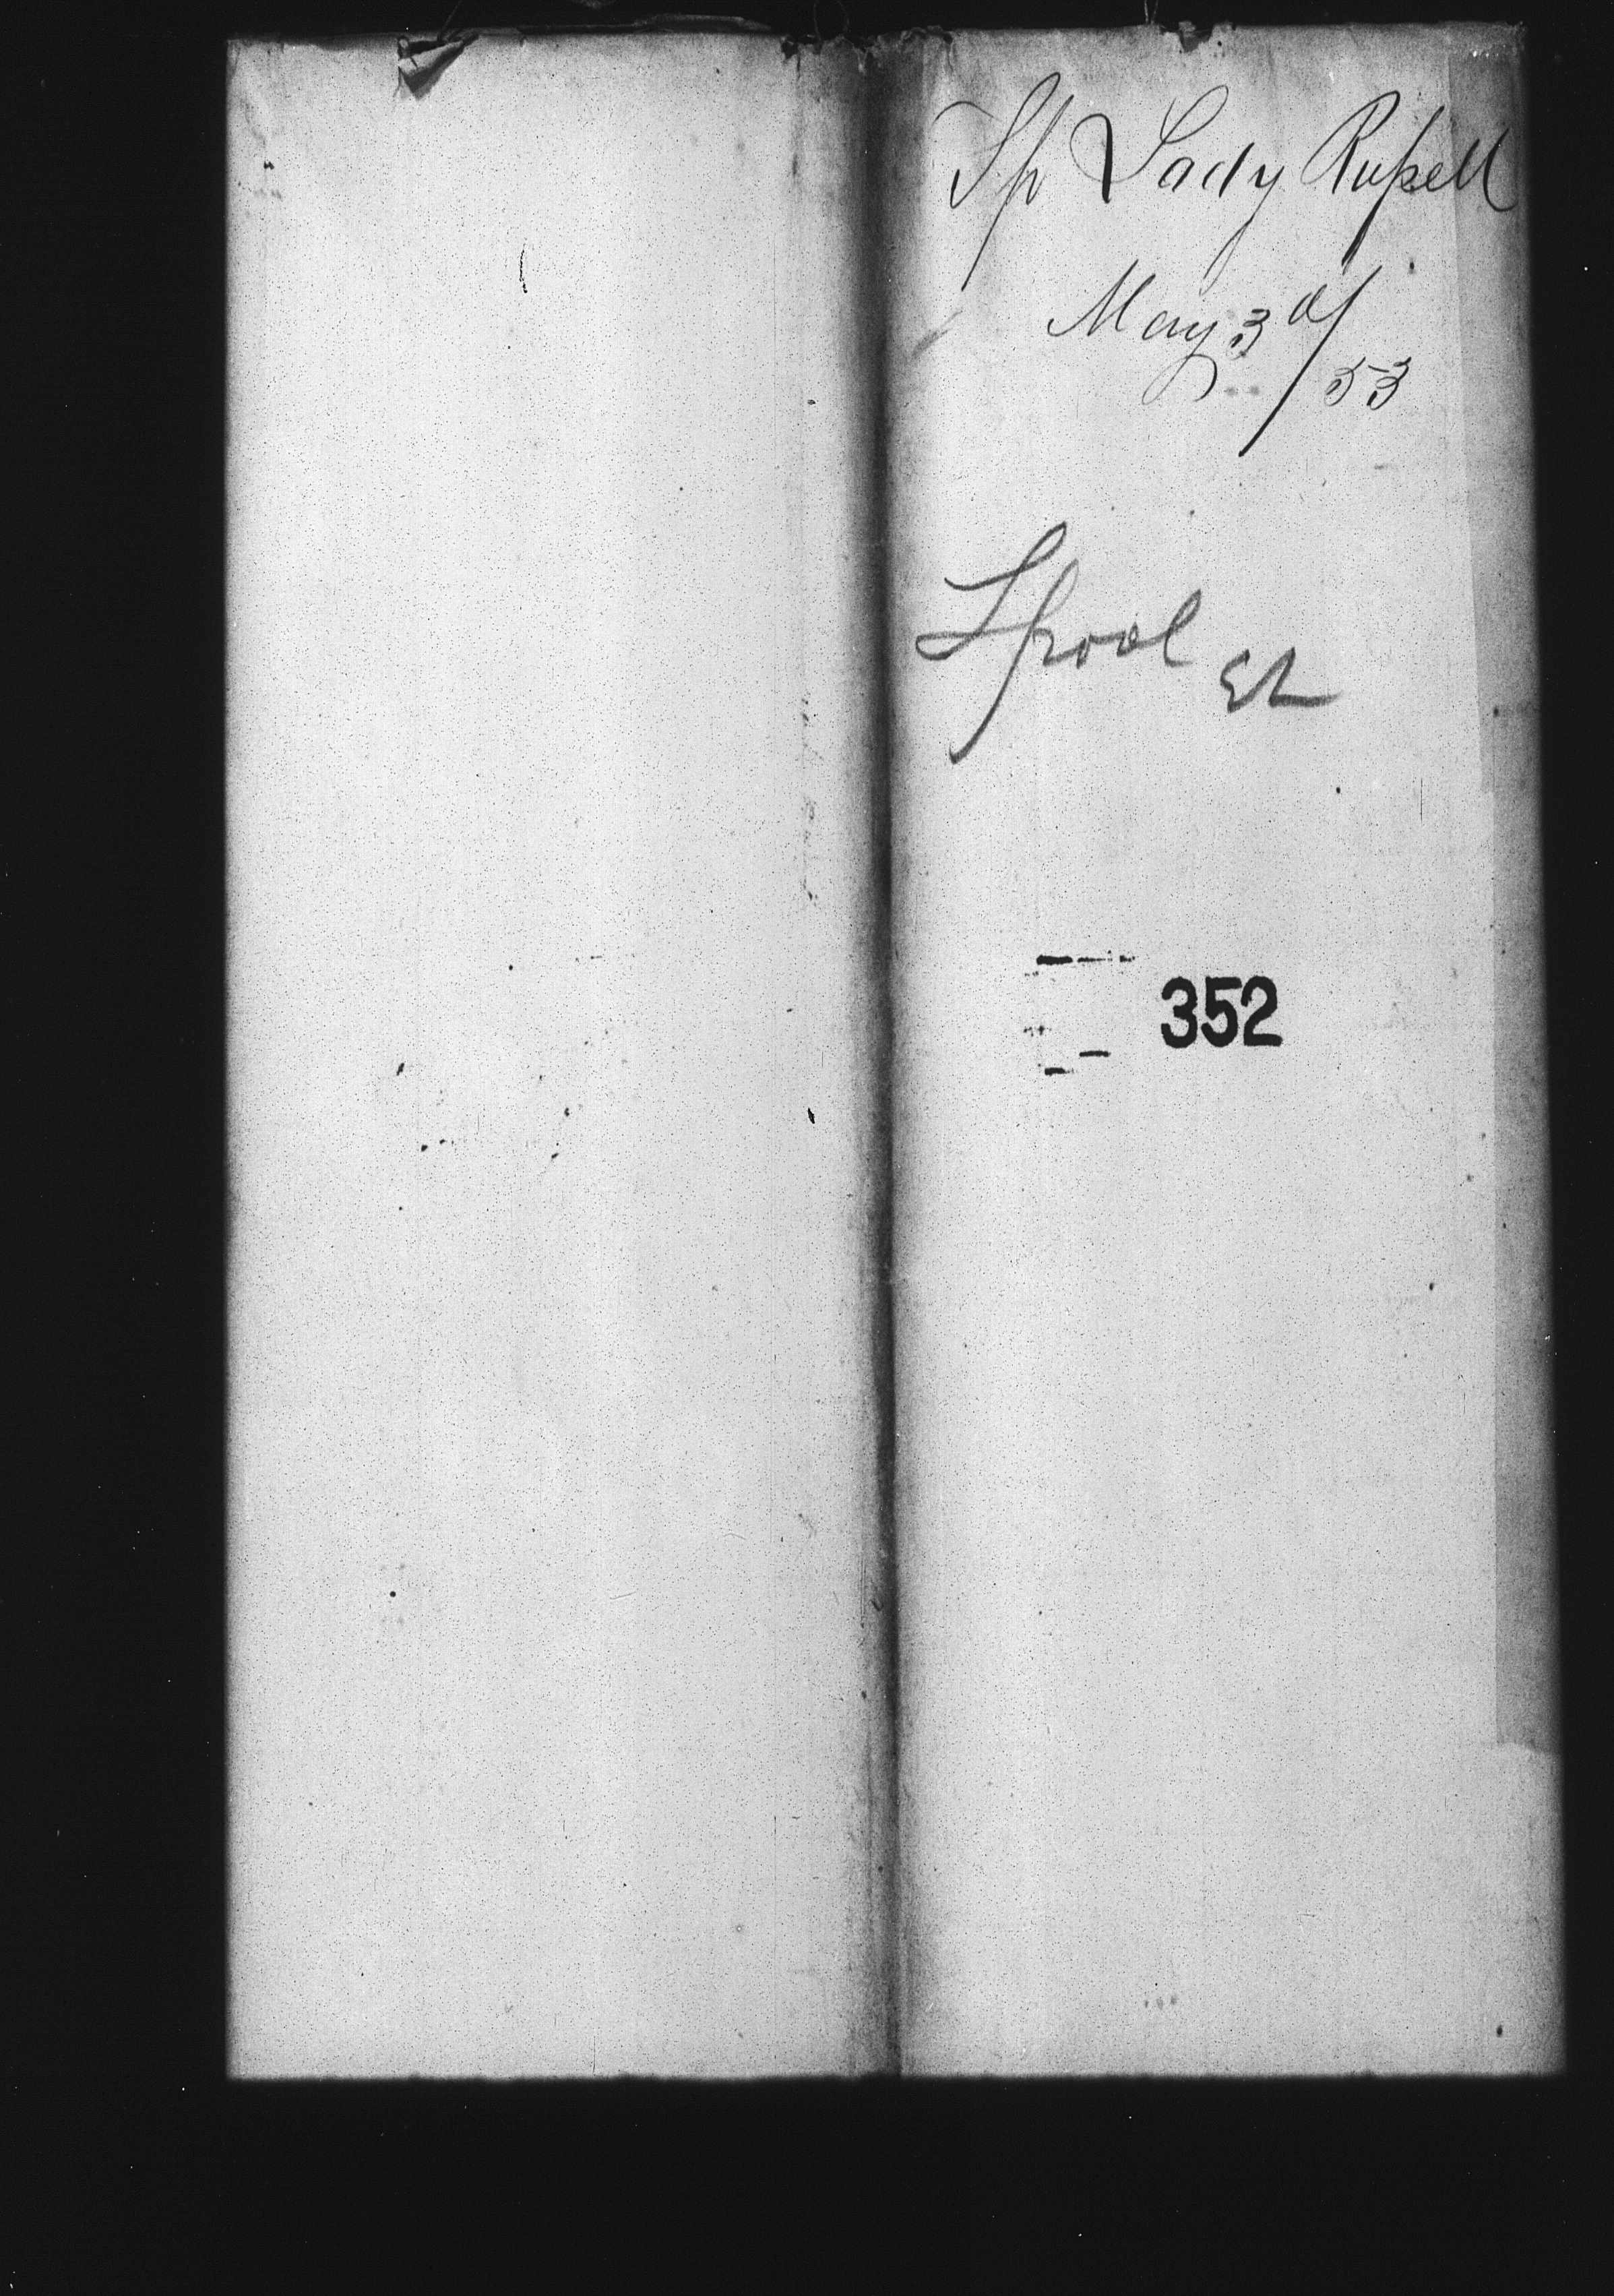 Sp Lady Russell
May 3d/
53
Lpool
352